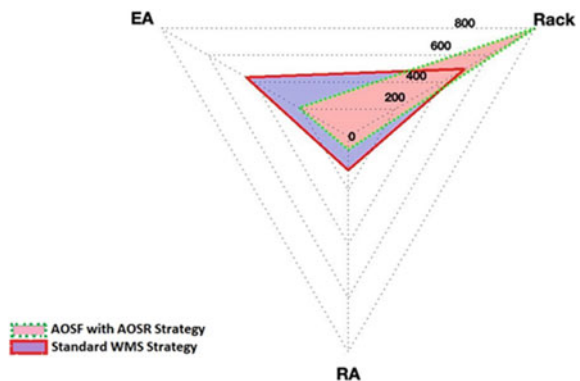 EA
Rack
800
600
400
200
0
AOSF with AOSR Strategy
Standard WMS Strategy
RA